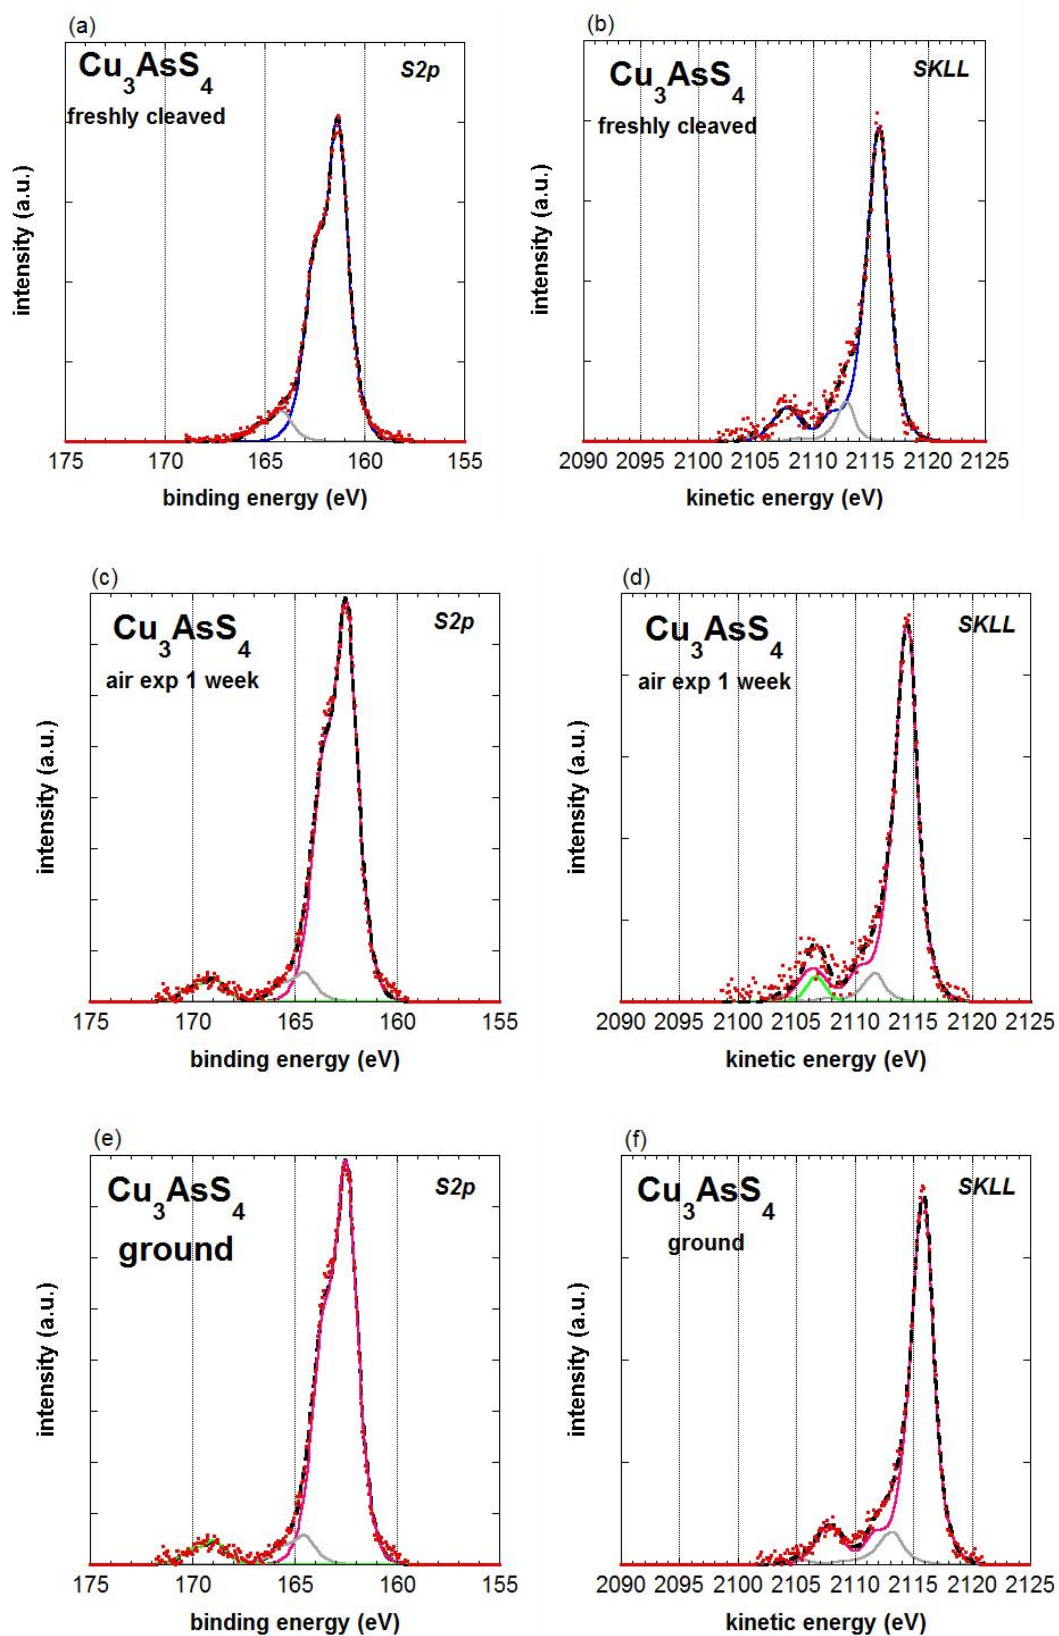 (a)
Cu3AsS4
freshly cleaved
S2p
intensity (a.u.)
175 170 165 160 155
binding energy (eV)
(b)
Cu3AsS4
freshly cleaved
SKLL
intensity (a.u.)
2090 2095 2100 2105 2110 2115 2120 2125
kinetic energy (eV)
(c)
Cu3AsS4
air exp 1 week
S2p
intensity (a.u.)
175 170 165 160 155
binding energy (eV)
(d)
Cu3AsS4
air exp 1 week
SKLL
intensity (a.u.)
2090 2095 2100 2105 2110 2115 2120 2125
kinetic energy (eV)
(e)
Cu3AsS4
ground
S2p
intensity (a.u.)
175 170 165 160 155
binding energy (eV)
(f)
Cu3AsS4
ground
SKLL
intensity (a.u.)
2090 2095 2100 2105 2110 2115 2120 2125
kinetic energy (eV)